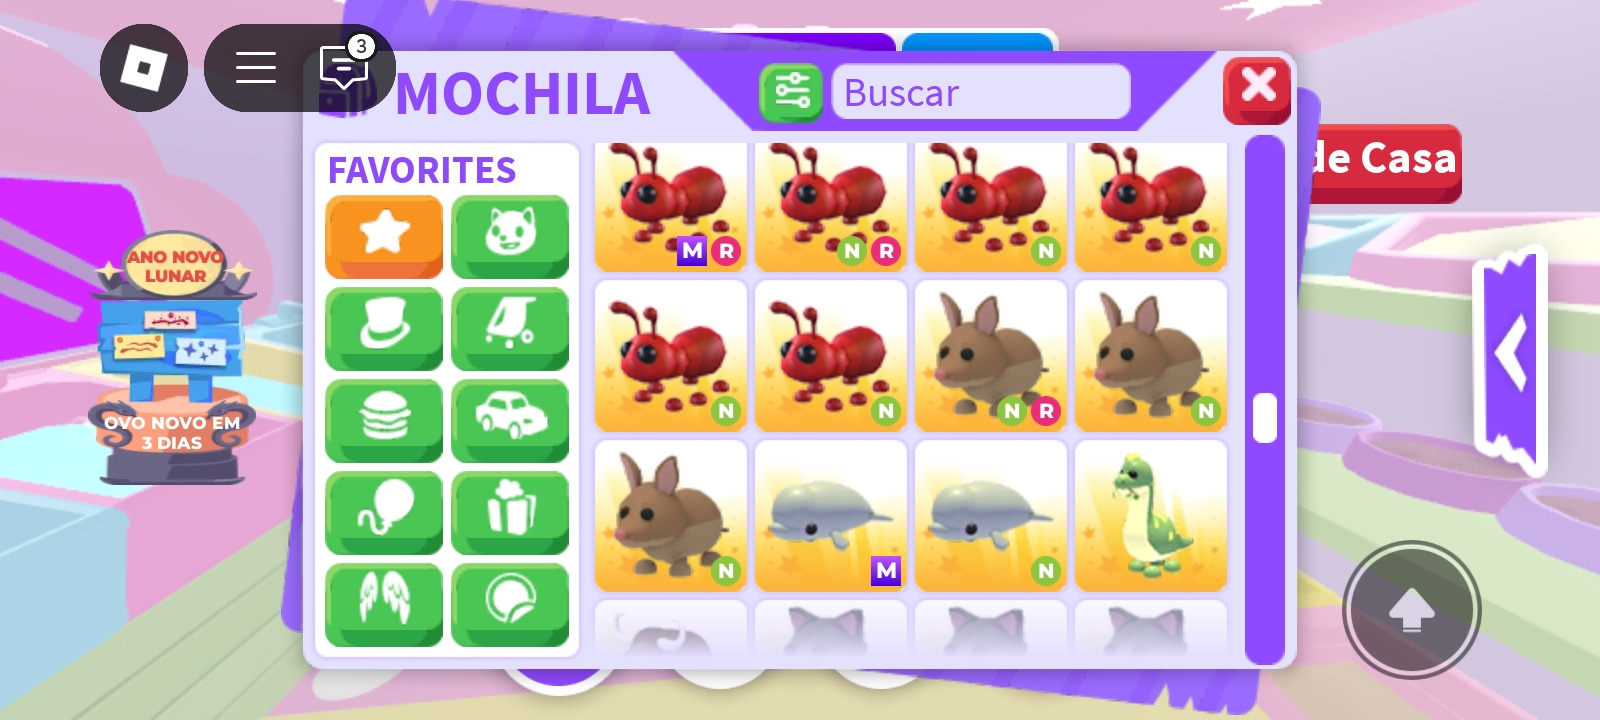 3
MOCHILA
Buscar
FAVORITES
de Casa
ANO NOVO
LUNAR
OVO NOVO EM
3 DIAS
M R
N R
N
N
N
N
N R
N
N
M
N